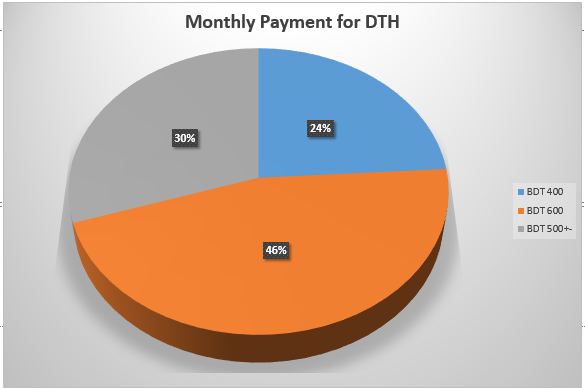 Monthly Payment for DTH
24%
30%
46%
BDT 400
BDT 600
BDT 500+-